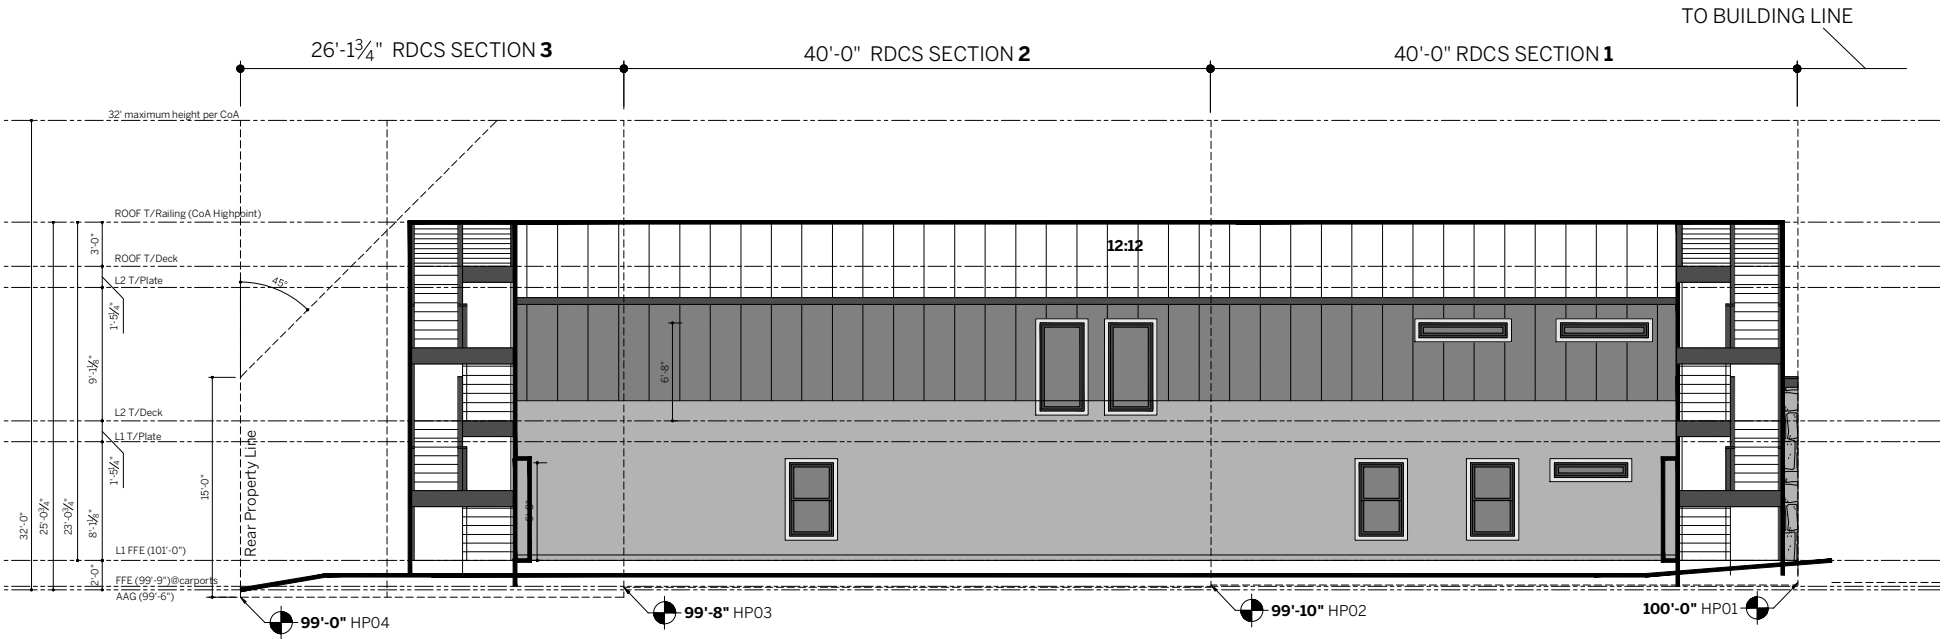 TO BUILDING LINE
26'-1¾" RDCS SECTION 3
40'-0" RDCS SECTION 2
40'-0" RDCS SECTION 1
32' maximum height per CoA
ROOF T/Railing (CoA Highpoint)
3'-0"
12:12
ROOF T/Deck
L2 T/Plate
45°
1'-5¼"
9'-1⅛"
6'-8"
L2 T/Deck
L1 T/Plate
1'-5¼"
15'-0"
Rear Property Line
32'-0"
25'-0¾"
23'-0¾"
8'-1⅛"
L1 FFE (101'-0")
2'-0"
FFE (99'-9")@carports
AAG (99'-6")
99'-0" HP04
99'-8" HP03
99'-10" HP02
100'-0" HP01